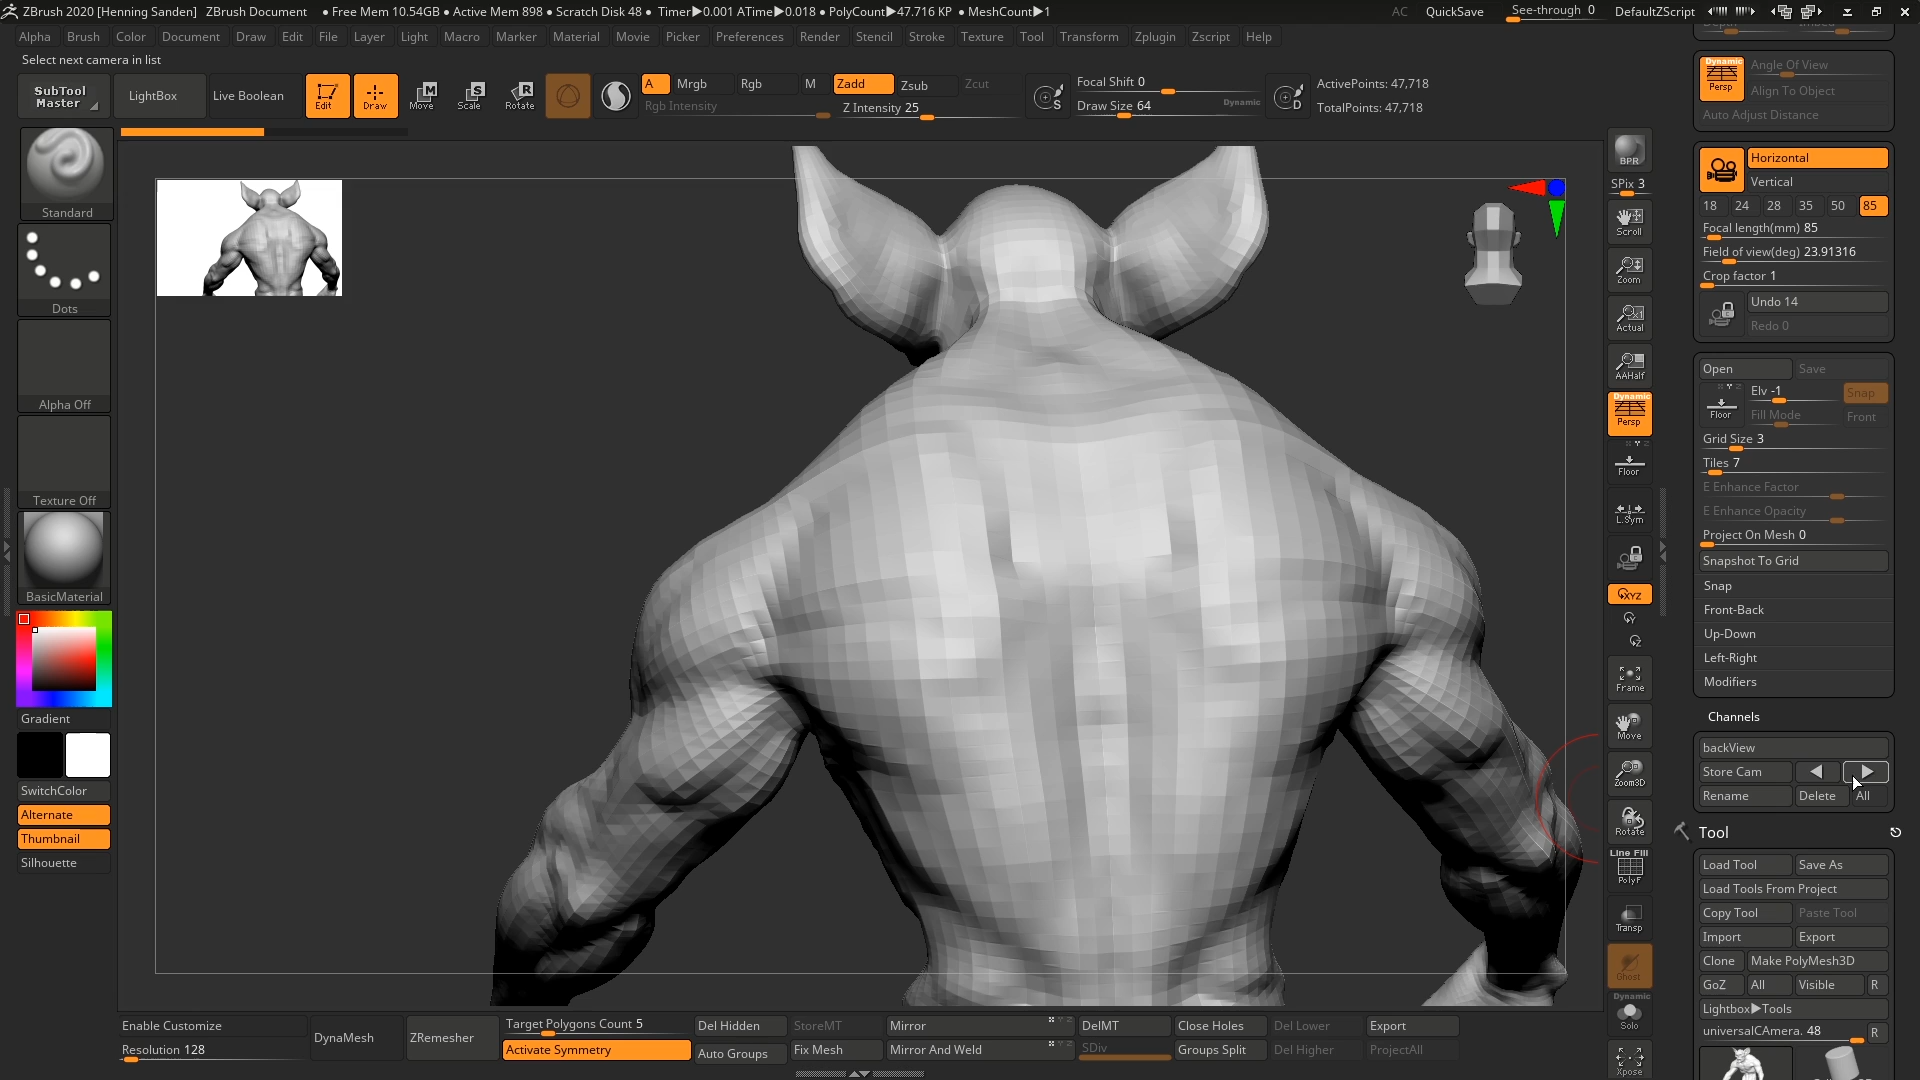 ZBrush 2020 [Henning Sanden] ZBrush Document • Free Mem 10.54GB • Active Mem 898 • Scratch Disk 48 • Timer▶0.001 ATime▶0.018 • PolyCount▶47.716 KP • MeshCount▶1 AC QuickSave See-through 0 DefaultZScript
Alpha Brush Color Document Draw Edit File Layer Light Macro Marker Material Movie Picker Preferences Render Stencil Stroke Texture Tool Transform Zplugin Zscript Help
Select next camera in list
SubTool Master
LightBox
Live Boolean
Edit
Draw
Move
Scale
Rotate
A Mrgb Rgb M Zadd Zsub Zcut
Rgb Intensity
Z Intensity 25
Focal Shift 0
Draw Size 64
Dynamic
ActivePoints: 47,718
TotalPoints: 47,718
Standard
Dots
Alpha Off
Texture Off
BasicMaterial
Gradient
SwitchColor
Alternate
Thumbnail
Silhouette
BPR
SPix 3
Scroll
Zoom
Actual
AAHalf
Dynamic
Persp
Floor
L.Sym
XYZ
Y
Z
Frame
Move
Zoom3D
Rotate
Line Fill
PolyF
Transp
Ghost
Dynamic
Solo
Xpose
Dynamic
Persp
Angle Of View
Align To Object
Auto Adjust Distance
Horizontal
Vertical
18 24 28 35 50 85
Focal length(mm) 85
Field of view(deg) 23.91316
Crop factor 1
Undo 14
Redo 0
Open Save
Floor
Elv -1
Snap
Fill Mode
Front
Grid Size 3
Tiles 7
E Enhance Factor
E Enhance Opacity
Project On Mesh 0
Snapshot To Grid
Snap
Front-Back
Up-Down
Left-Right
Modifiers
Channels
backView
Store Cam
Rename Delete All
Tool
Load Tool Save As
Load Tools From Project
Copy Tool Paste Tool
Import Export
Clone Make PolyMesh3D
GoZ All Visible R
Lightbox▶Tools
universalCAmera. 48 R
Enable Customize
Resolution 128
DynaMesh
ZRemesher
Target Polygons Count 5
Activate Symmetry
Del Hidden
Auto Groups
StoreMT
Fix Mesh
Mirror
Mirror And Weld
DelMT
SDiv
Close Holes
Groups Split
Del Lower
Del Higher
Export
ProjectAll